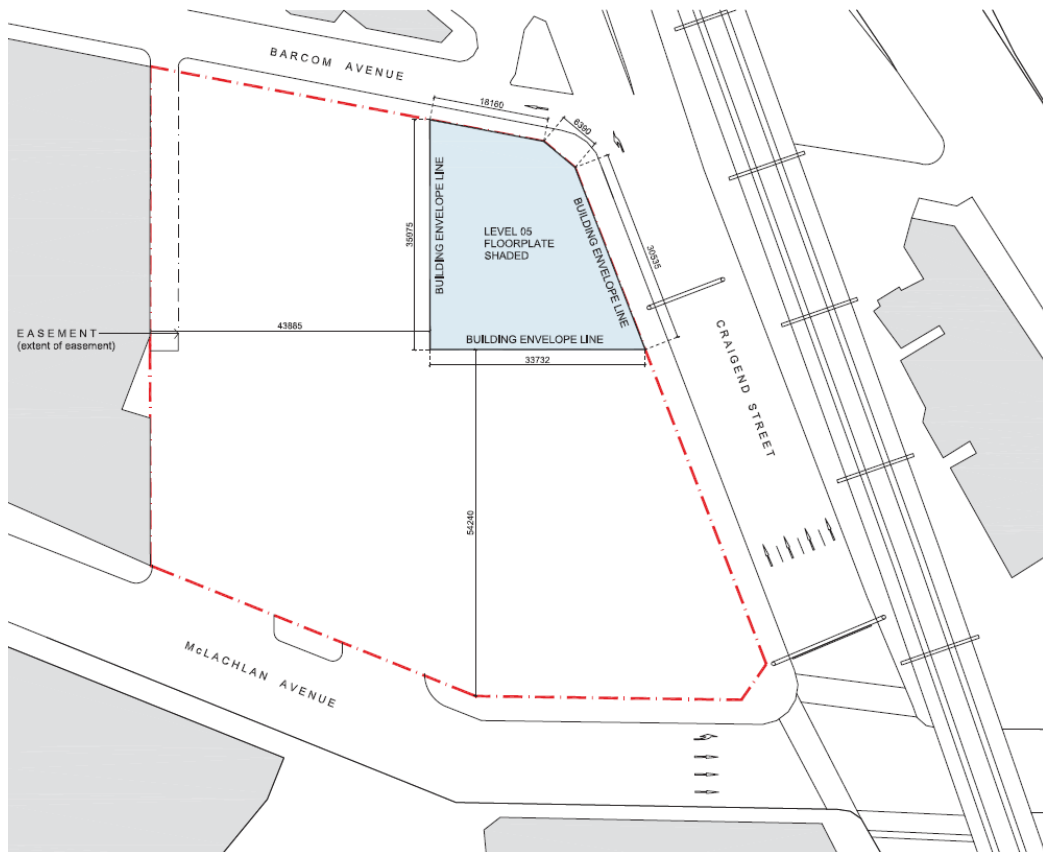 BARCOM AVENUE
18160
6390
BUILDING ENVELOPE LINE
35975
LEVEL 05
FLOORPLATE
SHADED
BUILDING ENVELOPE LINE
30535
EASEMENT
(extent of easement)
43885
BUILDING ENVELOPE LINE
33732
CRAIGEND STREET
54240
McLACHLAN AVENUE